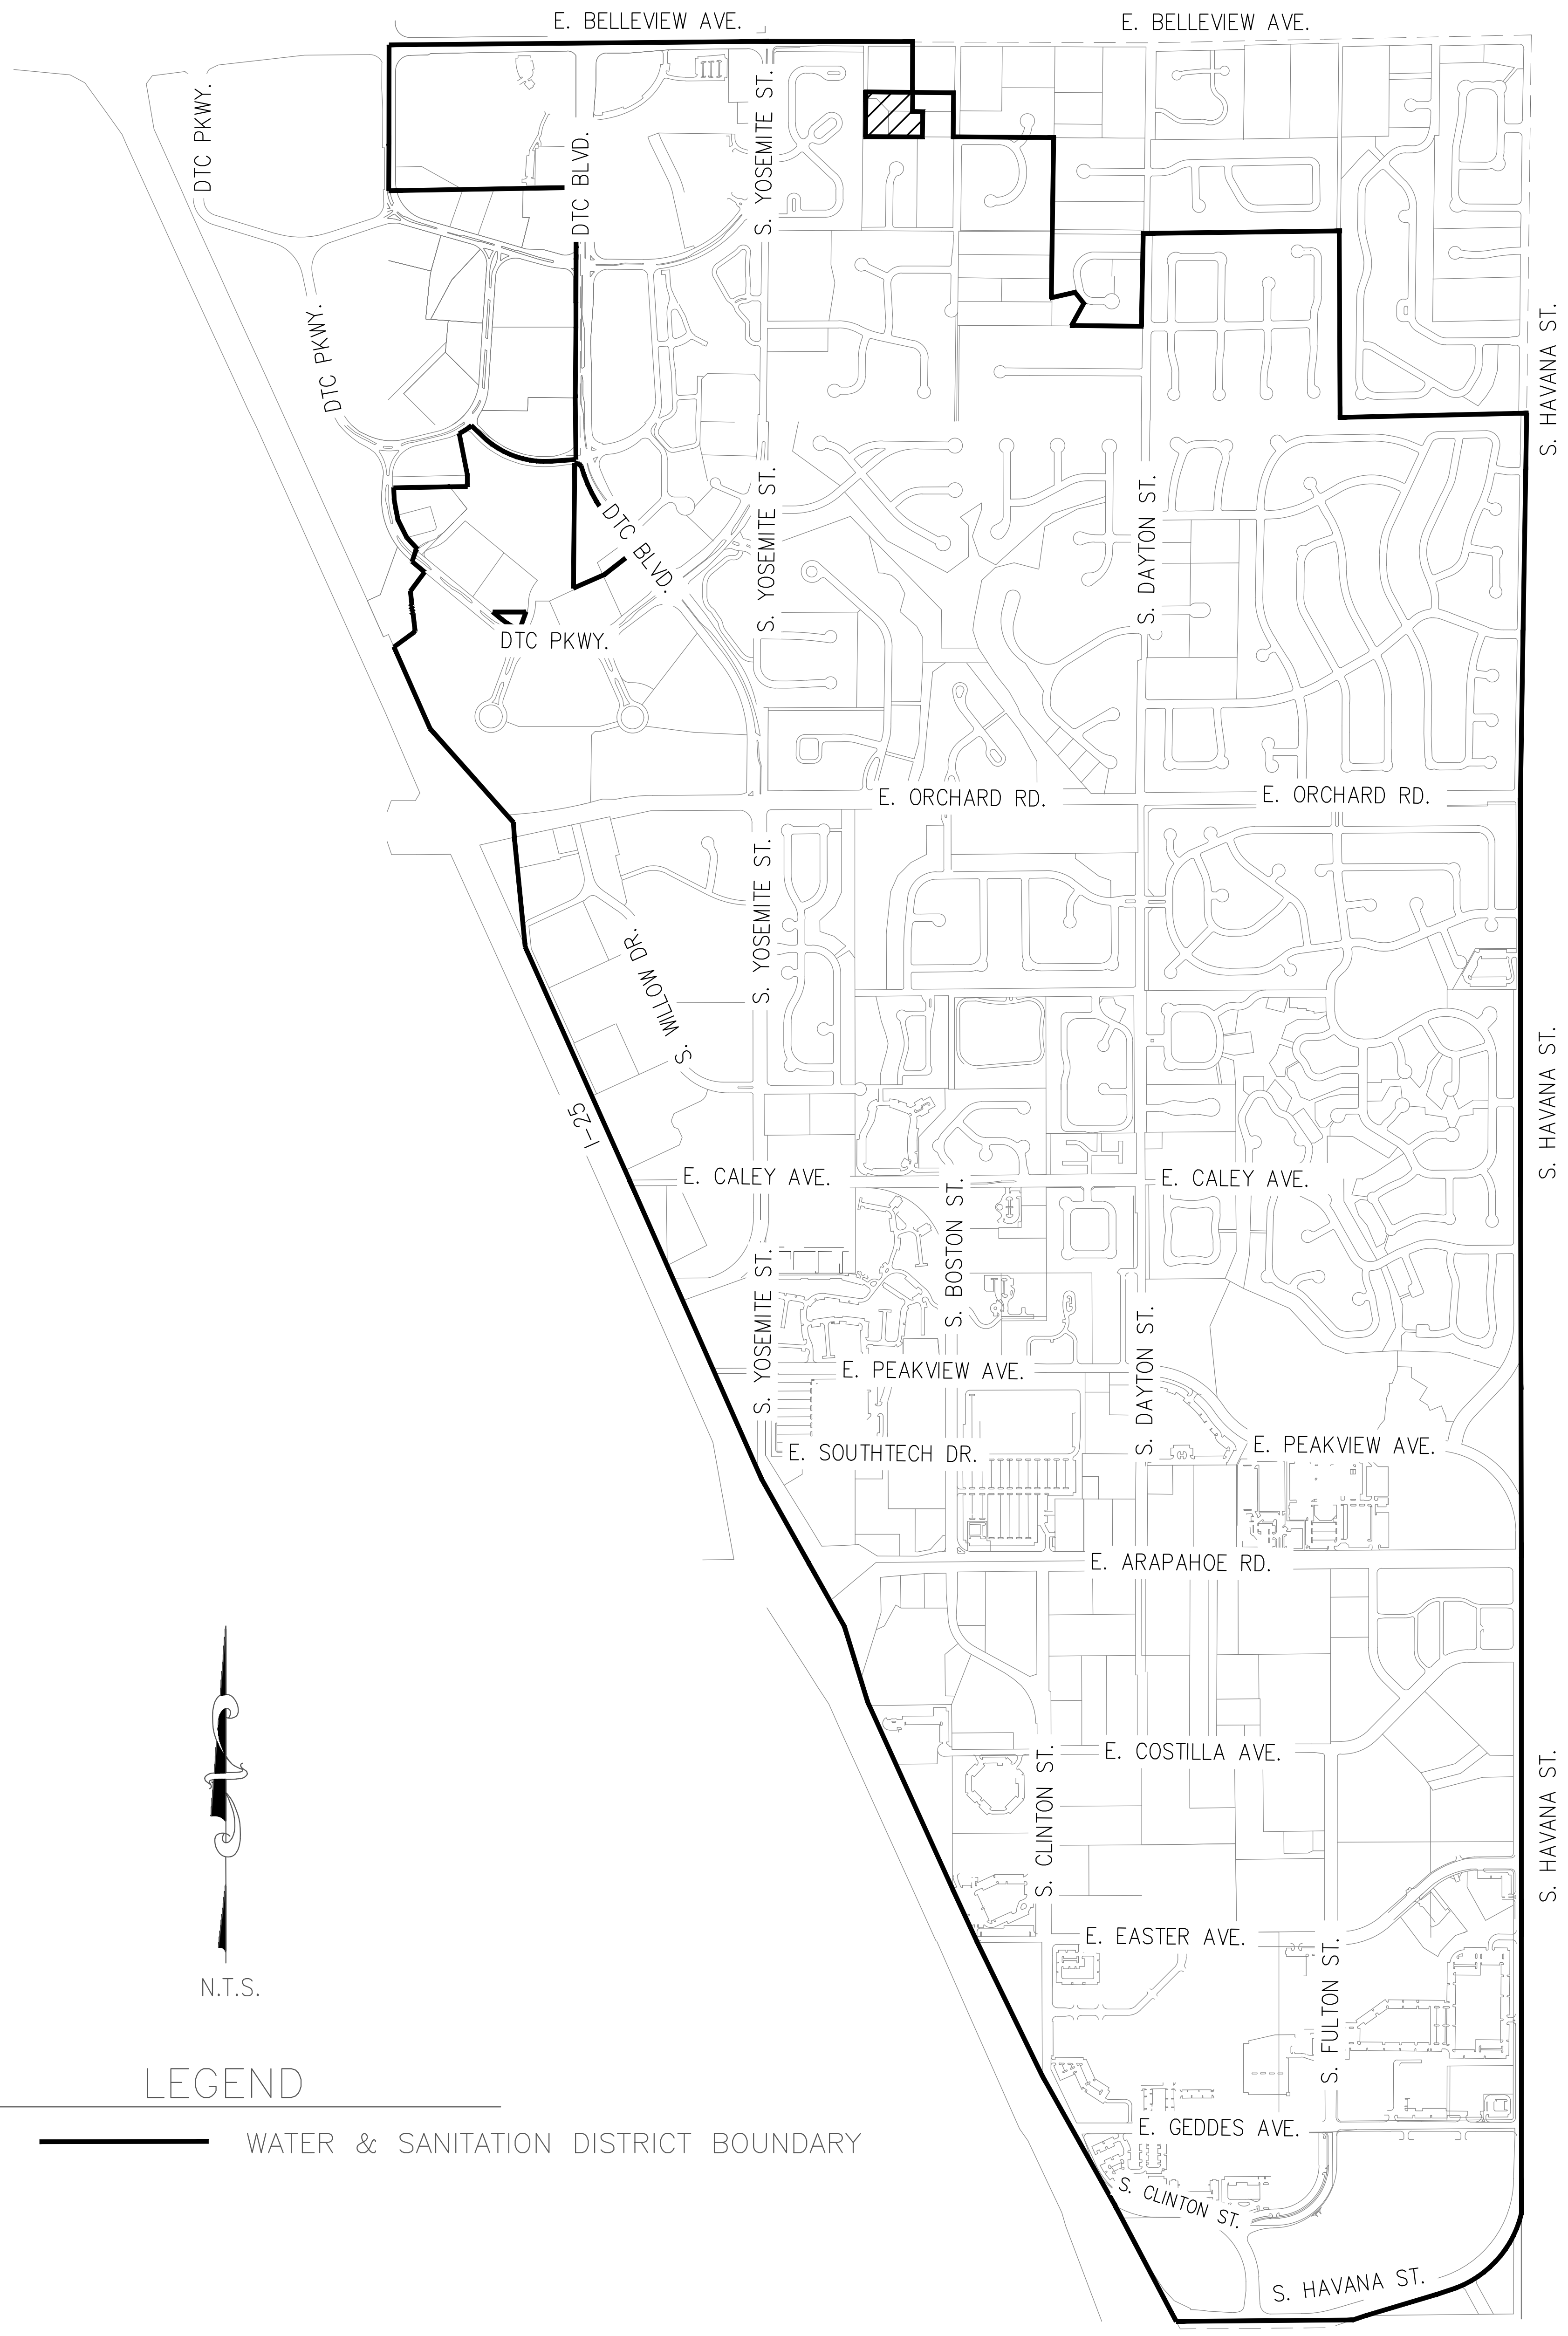 E. BELLEVIEW AVE.
E. BELLEVIEW AVE.
DTC PKWY.
DTC BLVD.
S. YOSEMITE ST.
DTC PKWY.
S. HAVANA ST.
S. YOSEMITE ST.
S. DAYTON ST.
DTC BLVD.
DTC PKWY.
E. ORCHARD RD.
E. ORCHARD RD.
S. YOSEMITE ST.
S. WILLOW DR.
S. HAVANA ST.
I-25
E. CALEY AVE.
E. CALEY AVE.
S. BOSTON ST.
S. YOSEMITE ST.
S. DAYTON ST.
E. PEAKVIEW AVE.
E. PEAKVIEW AVE.
E. SOUTHTECH DR.
E. ARAPAHOE RD.
E. COSTILLA AVE.
S. CLINTON ST.
S. HAVANA ST.
E. EASTER AVE.
S. FULTON ST.
N.T.S.
LEGEND
WATER & SANITATION DISTRICT BOUNDARY
E. GEDDES AVE.
S. CLINTON ST.
S. HAVANA ST.